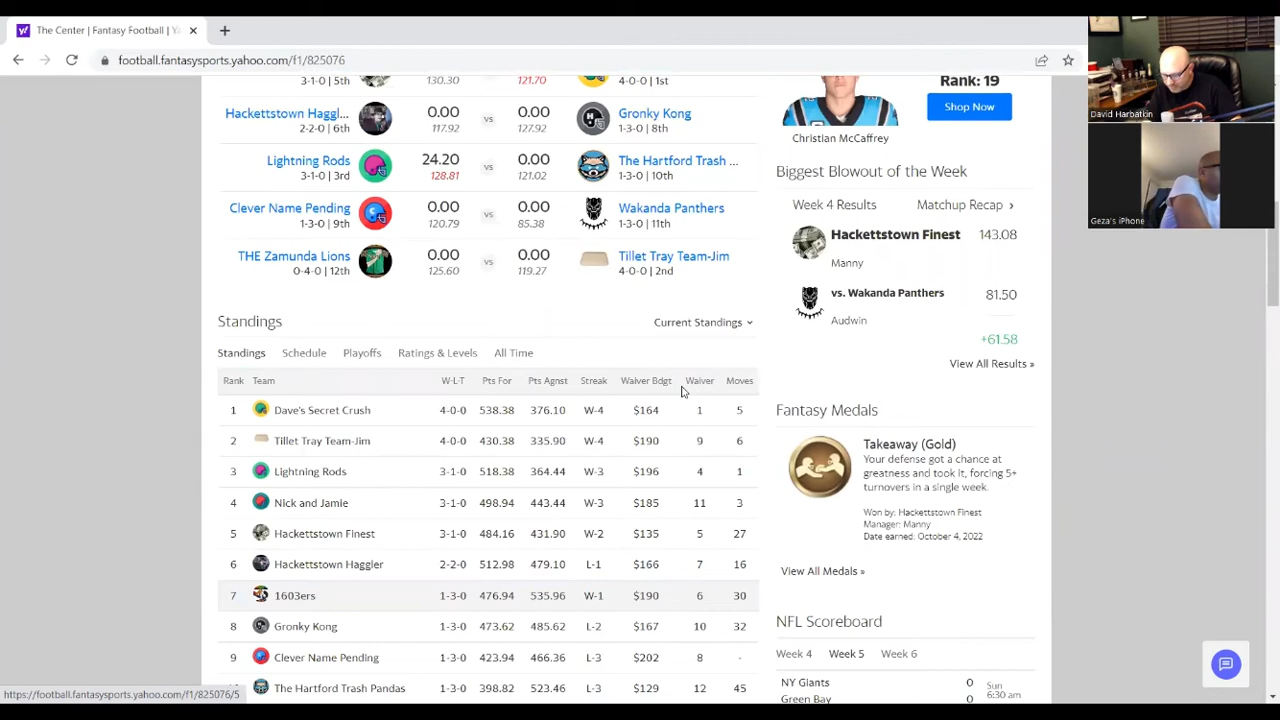 The Center | Fantasy Football | Y
football.fantasysports.yahoo.com/f1/825076
3-1-0 | 5th 130.30 121.70 4-0-0 | 1st
Hackettstown Haggl... 0.00 vs 0.00 Gronky Kong
2-2-0 | 6th 117.92 127.92 1-3-0 | 8th
Lightning Rods 24.20 vs 0.00 The Hartford Trash ...
3-1-0 | 3rd 128.81 121.02 1-3-0 | 10th
Clever Name Pending 0.00 vs 0.00 Wakanda Panthers
1-3-0 | 9th 120.79 85.38 1-3-0 | 11th
THE Zamunda Lions 0.00 vs 0.00 Tillet Tray Team-Jim
0-4-0 | 12th 125.60 119.27 4-0-0 | 2nd
Standings Current Standings
Standings Schedule Playoffs Ratings & Levels All Time
Rank Team W-L-T Pts For Pts Agnst Streak Waiver Bdgt Waiver Moves
1 Dave's Secret Crush 4-0-0 538.38 376.10 W-4 $164 1 5
2 Tillet Tray Team-Jim 4-0-0 430.38 335.90 W-4 $190 9 6
3 Lightning Rods 3-1-0 518.38 364.44 W-3 $196 4 1
4 Nick and Jamie 3-1-0 498.94 443.44 W-3 $185 11 3
5 Hackettstown Finest 3-1-0 484.16 431.90 W-2 $135 5 27
6 Hackettstown Haggler 2-2-0 512.98 479.10 L-1 $166 7 16
7 1603ers 1-3-0 476.94 535.96 W-1 $190 6 30
8 Gronky Kong 1-3-0 473.62 485.62 L-2 $167 10 32
9 Clever Name Pending 1-3-0 423.94 466.36 L-3 $202 8 -
10 The Hartford Trash Pandas 1-3-0 398.82 523.46 L-3 $129 12 45
https://football.fantasysports.yahoo.com/f1/825076/5
Rank: 19
Shop Now
Christian McCaffrey
Biggest Blowout of the Week
Week 4 Results Matchup Recap ›
Hackettstown Finest 143.08
Manny
vs. Wakanda Panthers 81.50
Audwin
+61.58
View All Results »
Fantasy Medals
Takeaway (Gold)
Your defense got a chance at
greatness and took it, forcing 5+
turnovers in a single week.
Won by: Hackettstown Finest
Manager: Manny
Date earned: October 4, 2022
View All Medals »
NFL Scoreboard
Week 4 Week 5 Week 6
NY Giants 0 Sun
Green Bay 0 6:30 am
David Harbatkin
Geza's iPhone